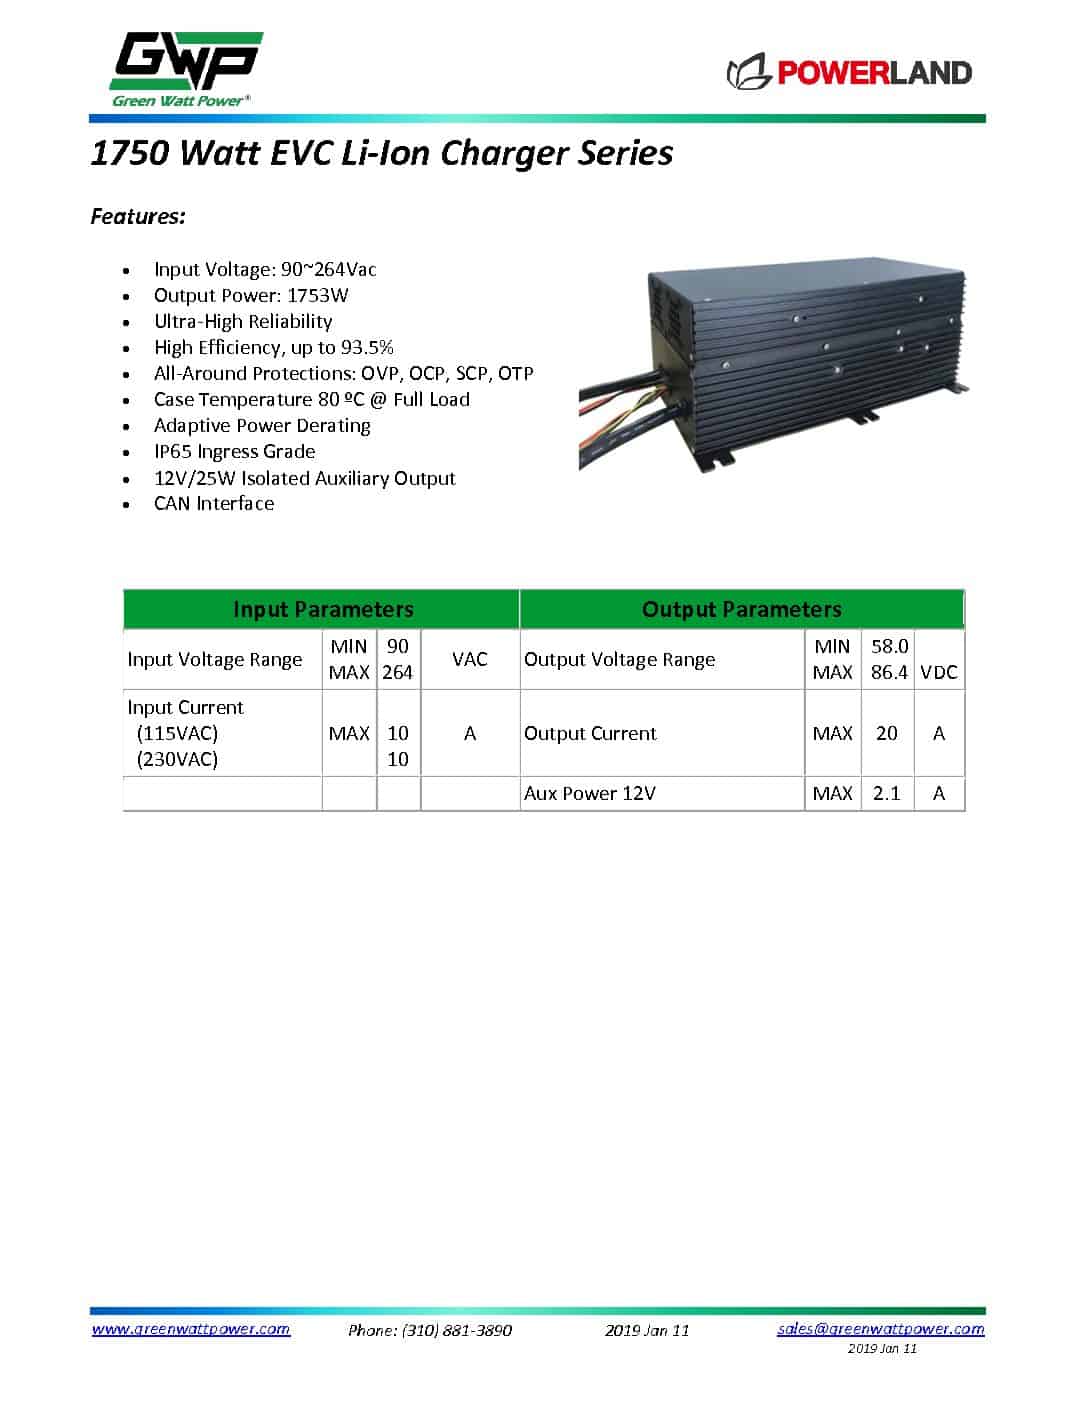 GWP
Green Watt Power®
POWERLAND
1750 Watt EVC Li-Ion Charger Series
Features:
• Input Voltage: 90~264Vac
• Output Power: 1753W
• Ultra-High Reliability
• High Efficiency, up to 93.5%
• All-Around Protections: OVP, OCP, SCP, OTP
• Case Temperature 80 ºC @ Full Load
• Adaptive Power Derating
• IP65 Ingress Grade
• 12V/25W Isolated Auxiliary Output
• CAN Interface
Input Parameters Output Parameters
Input Voltage Range MIN 90 VAC Output Voltage Range MIN 58.0
MAX 264 MAX 86.4 VDC
Input Current
(115VAC) MAX 10 A Output Current MAX 20 A
(230VAC) 10
Aux Power 12V MAX 2.1 A
www.greenwattpower.com Phone: (310) 881-3890 2019 Jan 11 sales@greenwattpower.com
2019 Jan 11